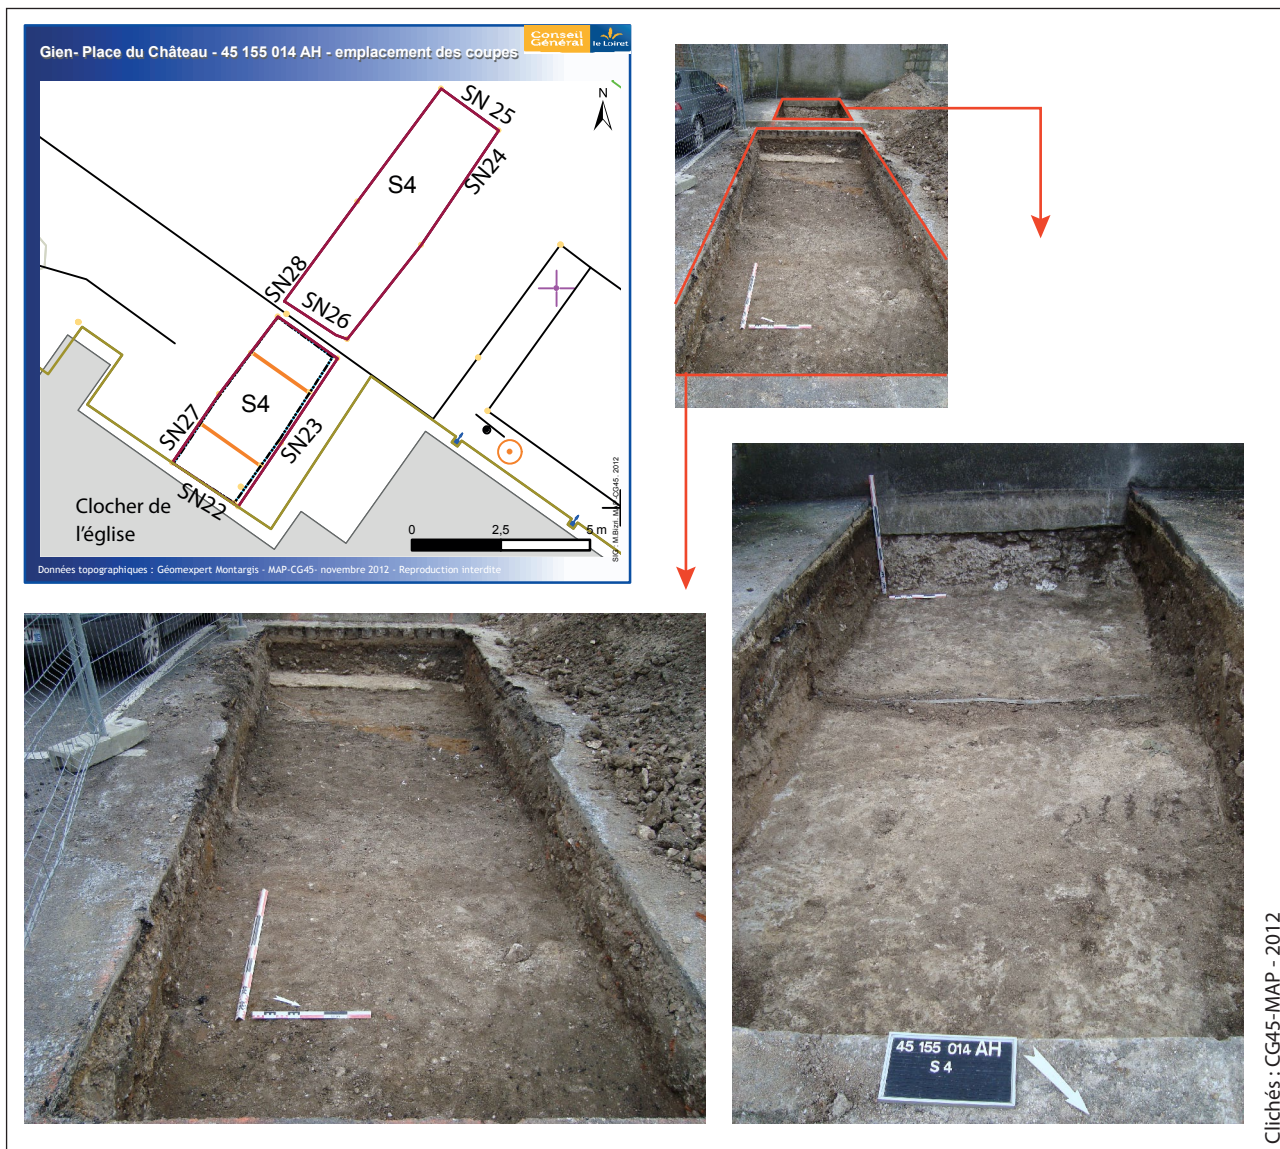 Gien- Place du Château - 45 155 014 AH - emplacement des coupes
Conseil
Général
le Loiret
N
SN 25
SN24
S4
SN28
SN26
S4
SN27
SN23
SN22
Clocher de
l'église
0 2,5 5 m
Données topographiques : Géomexpert Montargis - MAP-CG45- novembre 2012 - Reproduction interdite
45 155 014 AH
S 4
Clichés : CG45-MAP - 2012